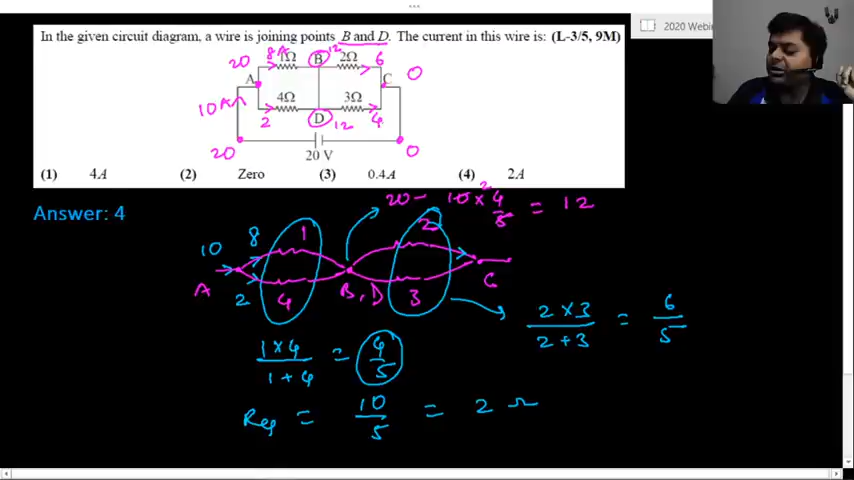 2020 Webin
In the given circuit diagram, a wire is joining points B and D. The current in this wire is: (L-3/5, 9M)
20 8A 1Ω B 12 2Ω 6
A C 0
10A 4Ω 3Ω
2 D 12 4
20 20 V 0
(1) 4A (2) Zero (3) 0.4A (4) 2A
Answer: 4
20 - 10 × 2 4/5 = 12
10 8 1 2
2 4 3
A B, D C
1 × 4 / 1 + 4 = 4/5
2 × 3 / 2 + 3 = 6/5
Req = 10/5 = 2 Ω